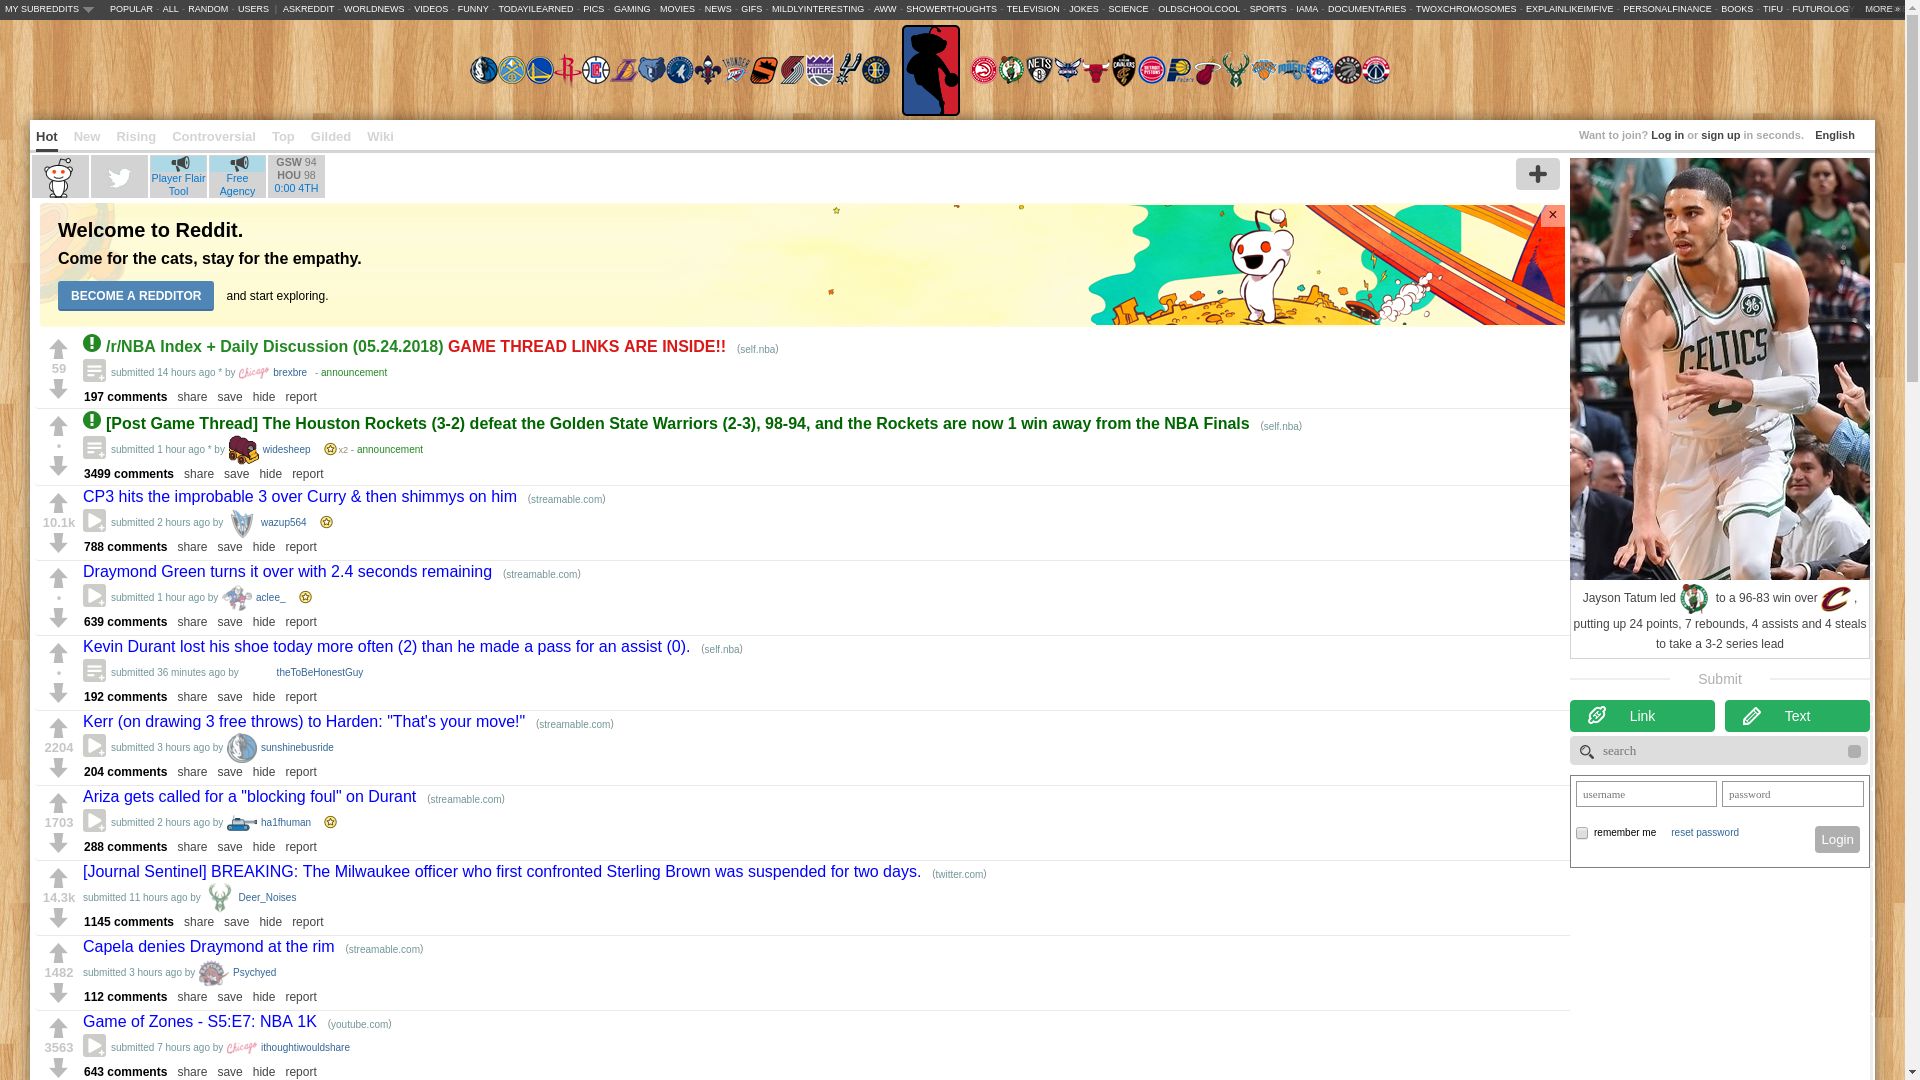 MY SUBREDDITS POPULAR - ALL - RANDOM - USERS | ASKREDDIT - WORLDNEWS - VIDEOS - FUNNY - TODAYILEARNED - PICS - GAMING - MOVIES - NEWS - GIFS - MILDLYINTERESTING - AWW - SHOWERTHOUGHTS - TELEVISION - JOKES - SCIENCE - OLDSCHOOLCOOL - SPORTS - IAMA - DOCUMENTARIES - TWOXCHROMOSOMES - EXPLAINLIKEIMFIVE - PERSONALFINANCE - BOOKS - TIFU - FUTUROLOGY MORE »
Hot New Rising Controversial Top Gilded Wiki
Want to join? Log in or sign up in seconds. English
Player Flair Tool
Free Agency
GSW 94
HOU 98
0:00 4TH
Welcome to Reddit.
Come for the cats, stay for the empathy.
BECOME A REDDITOR and start exploring.
/r/NBA Index + Daily Discussion (05.24.2018) GAME THREAD LINKS ARE INSIDE!! (self.nba)
59
submitted 14 hours ago * by Chicago brexbre - announcement
197 comments share save hide report
[Post Game Thread] The Houston Rockets (3-2) defeat the Golden State Warriors (2-3), 98-94, and the Rockets are now 1 win away from the NBA Finals (self.nba)
•
submitted 1 hour ago * by widesheep x2 - announcement
3499 comments share save hide report
CP3 hits the improbable 3 over Curry & then shimmys on him (streamable.com)
10.1k
submitted 2 hours ago by wazup564
788 comments share save hide report
Draymond Green turns it over with 2.4 seconds remaining (streamable.com)
•
submitted 1 hour ago by aclee_
639 comments share save hide report
Kevin Durant lost his shoe today more often (2) than he made a pass for an assist (0). (self.nba)
•
submitted 36 minutes ago by theToBeHonestGuy
192 comments share save hide report
Kerr (on drawing 3 free throws) to Harden: "That's your move!" (streamable.com)
2204
submitted 3 hours ago by sunshinebusride
204 comments share save hide report
Ariza gets called for a "blocking foul" on Durant (streamable.com)
1703
submitted 2 hours ago by ha1fhuman
288 comments share save hide report
[Journal Sentinel] BREAKING: The Milwaukee officer who first confronted Sterling Brown was suspended for two days. (twitter.com)
14.3k
submitted 11 hours ago by Deer_Noises
1145 comments share save hide report
Capela denies Draymond at the rim (streamable.com)
1482
submitted 3 hours ago by Psychyed
112 comments share save hide report
Game of Zones - S5:E7: NBA 1K (youtube.com)
3563
submitted 7 hours ago by Chicago ithoughtiwouldshare
643 comments share save hide report
CELTICS
Jayson Tatum led to a 96-83 win over ,
putting up 24 points, 7 rebounds, 4 assists and 4 steals
to take a 3-2 series lead
Submit
Link Text
search
username password
remember me reset password Login